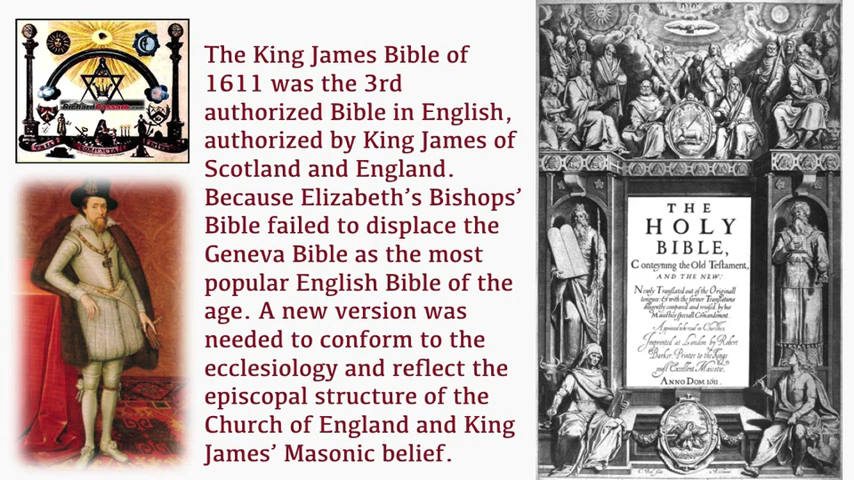 The King James Bible of
1611 was the 3rd
authorized Bible in English,
authorized by King James of
Scotland and England.
Because Elizabeth's Bishops'
Bible failed to displace the
Geneva Bible as the most
popular English Bible of the
age. A new version was
needed to conform to the
ecclesiology and reflect the
episcopal structure of the
Church of England and King
James' Masonic belief.
THE
HOLY
BIBLE,
Conteyning the Old Testament,
AND THE NEW:
Newly Translated out of the Originall
tongues: & with the former Translations
diligently compared and revised, by his
Maiesties speciall Comandement.
Appointed to be read in Churches.
Imprinted at London by Robert
Barker, Printer to the Kings
most Excellent Maiestie.
ANNO DOM. 1611.